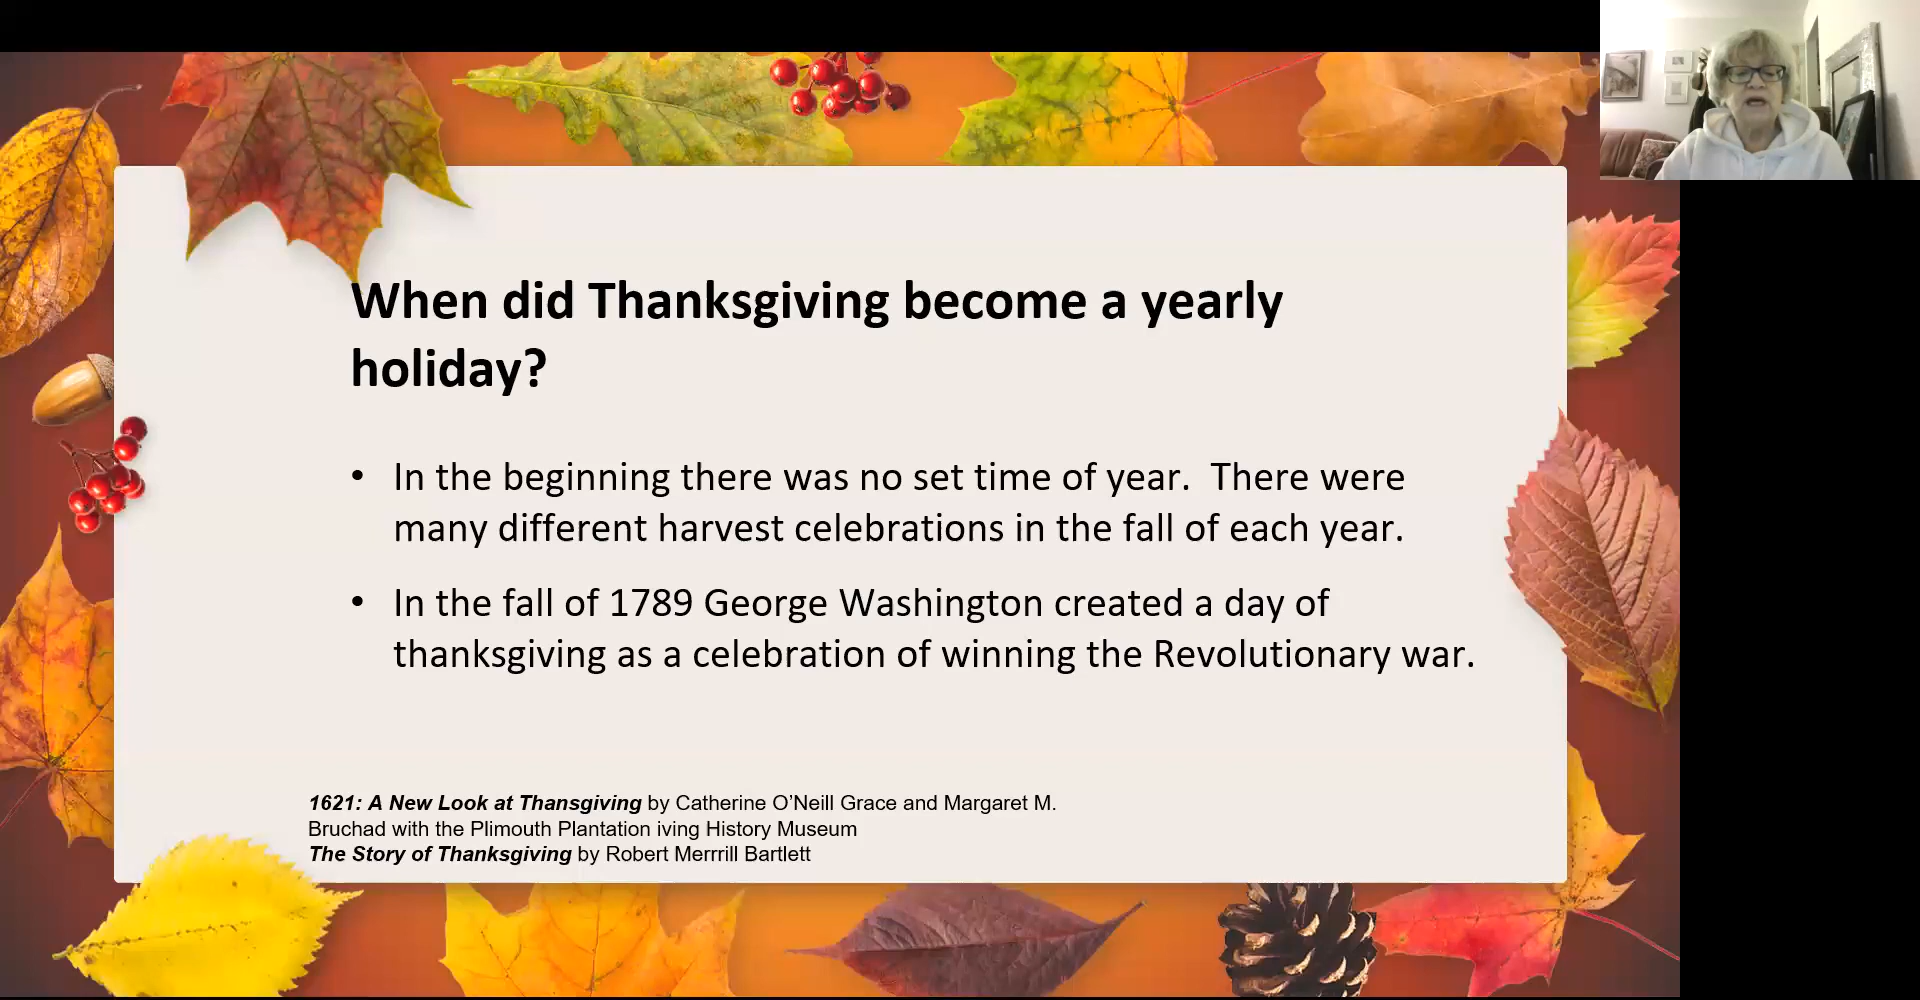 When did Thanksgiving become a yearly
holiday?
• In the beginning there was no set time of year.  There were
many different harvest celebrations in the fall of each year.
• In the fall of 1789 George Washington created a day of
thanksgiving as a celebration of winning the Revolutionary war.
1621: A New Look at Thansgiving by Catherine O’Neill Grace and Margaret M.
Bruchad with the Plimouth Plantation iving History Museum
The Story of Thanksgiving by Robert Merrrill Bartlett